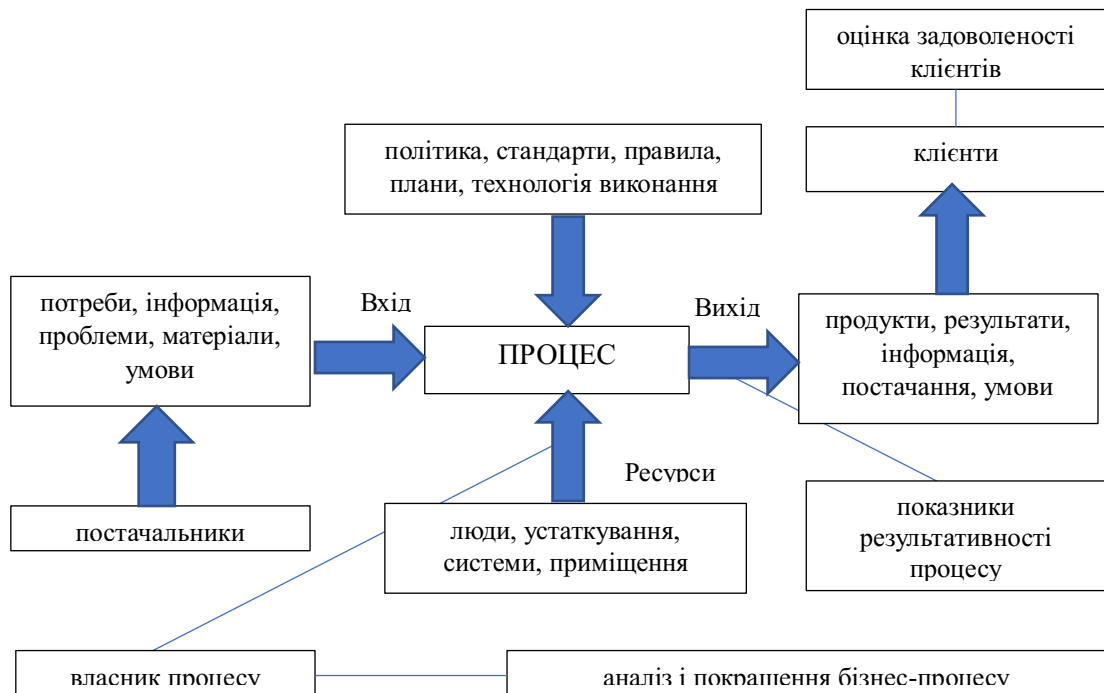 оцінка задоволеності
клієнтів
клієнти
політика, стандарти, правила,
плани, технологія виконання
потреби, інформація,
проблеми, матеріали,
умови
Вхід
ПРОЦЕС
Вихід
продукти, результати,
інформація,
постачання, умови
постачальники
Ресурси
люди, устаткування,
системи, приміщення
показники
результативності
процесу
власник процесу
аналіз і покращення бізнес-процесу